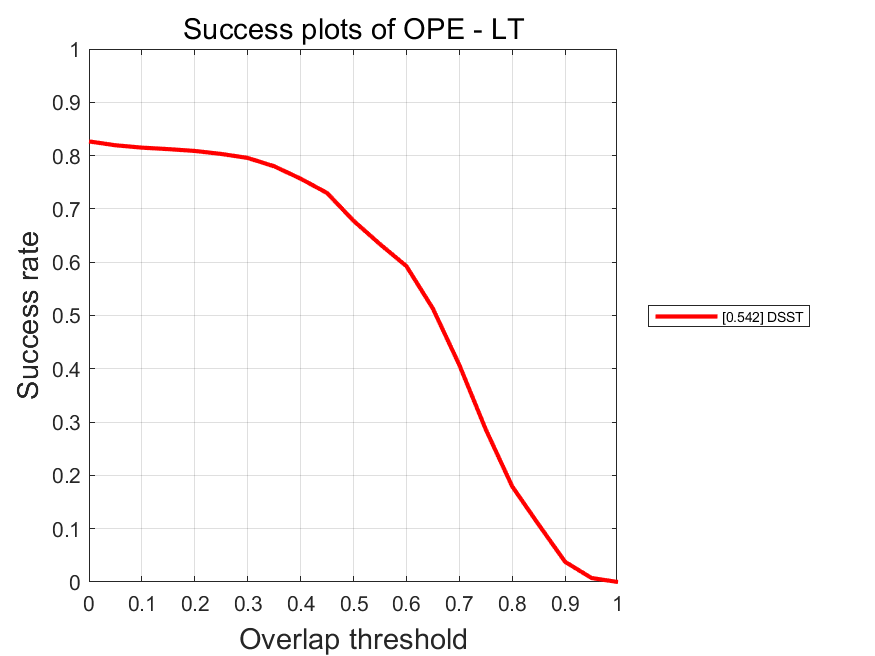 Success plots of OPE - LT
1
0.9
0.8
0.7
0.6
0.5
0.4
0.3
0.2
0.1
0
Success rate
0 0.1 0.2 0.3 0.4 0.5 0.6 0.7 0.8 0.9 1
Overlap threshold
[0.542] DSST